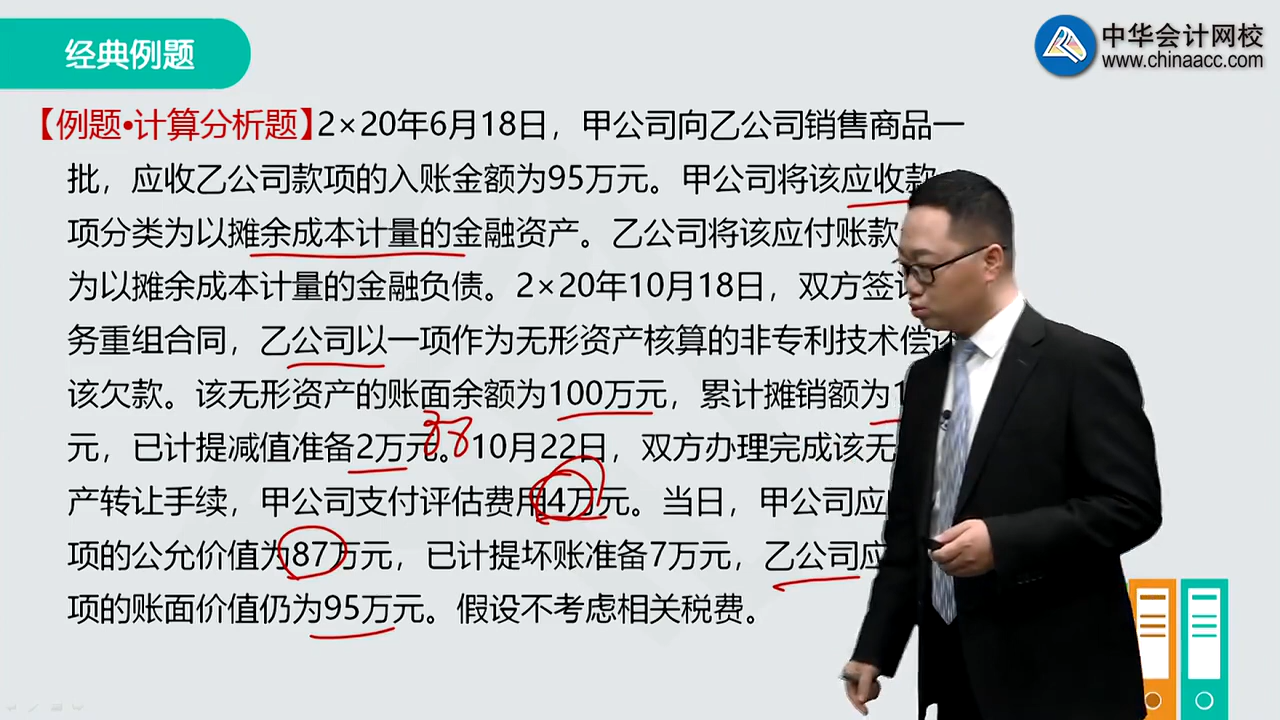 经典例题
中华会计网校
www.chinaacc.com
【例题•计算分析题】2×20年6月18日，甲公司向乙公司销售商品一
批，应收乙公司款项的入账金额为95万元。甲公司将该应收款
项分类为以摊余成本计量的金融资产。乙公司将该应付账款
为以摊余成本计量的金融负债。2×20年10月18日，双方签
务重组合同，乙公司以一项作为无形资产核算的非专利技术偿还
该欠款。该无形资产的账面余额为100万元，累计摊销额为1
元，已计提减值准备2万元。10月22日，双方办理完成该无
88
产转让手续，甲公司支付评估费用4万元。当日，甲公司应
项的公允价值为87万元，已计提坏账准备7万元，乙公司应
项的账面价值仍为95万元。假设不考虑相关税费。